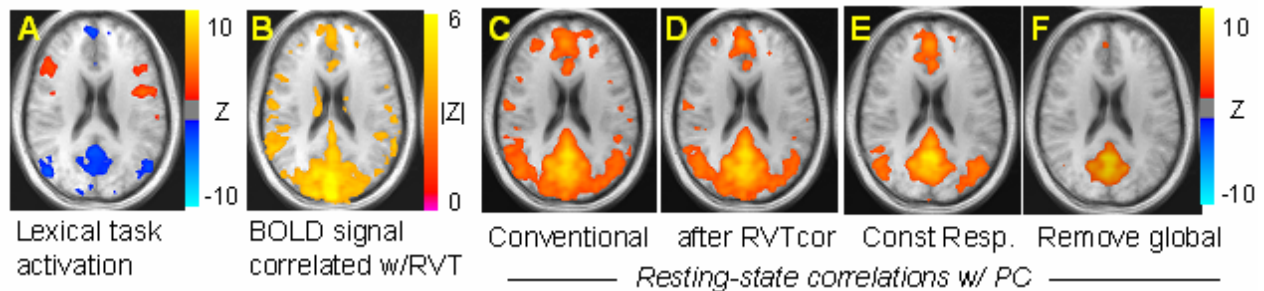 A
10
Z
-10
Lexical task
activation
B
6
|Z|
0
BOLD signal
correlated w/RVT
C
Conventional
D
after RVTcor
E
Const Resp.
F
Remove global
10
Z
-10
Resting-state correlations w/ PC